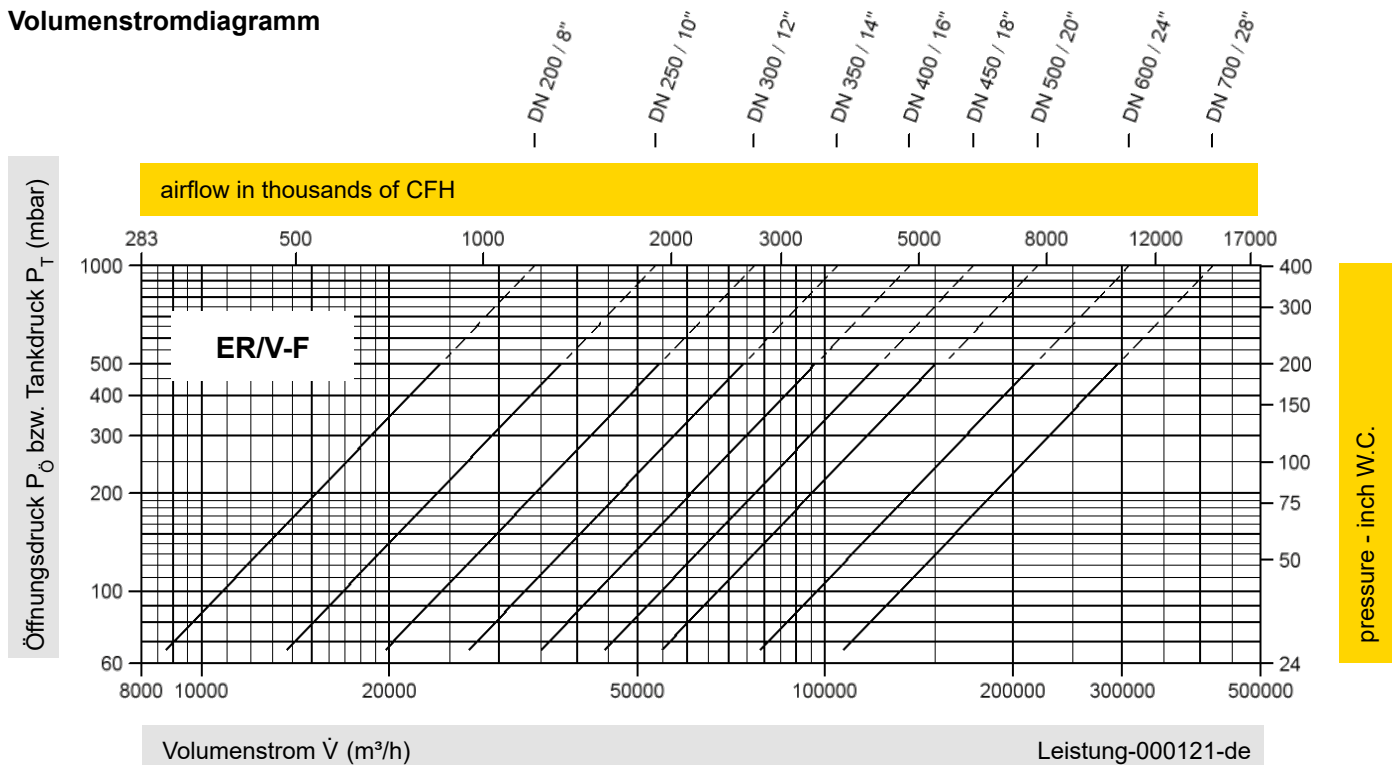 Volumenstromdiagramm
DN 200 / 8"
DN 250 / 10"
DN 300 / 12"
DN 350 / 14"
DN 400 / 16"
DN 450 / 18"
DN 500 / 20"
DN 600 / 24"
DN 700 / 28"
airflow in thousands of CFH
283 500 1000 2000 3000 5000 8000 12000 17000
Öffnungsdruck PÖ bzw. Tankdruck PT (mbar)
1000
500
400
300
200
100
60
ER/V-F
400
300
200
150
100
75
50
24
pressure - inch W.C.
8000 10000 20000 50000 100000 200000 300000 500000
Volumenstrom V̇ (m³/h)
Leistung-000121-de